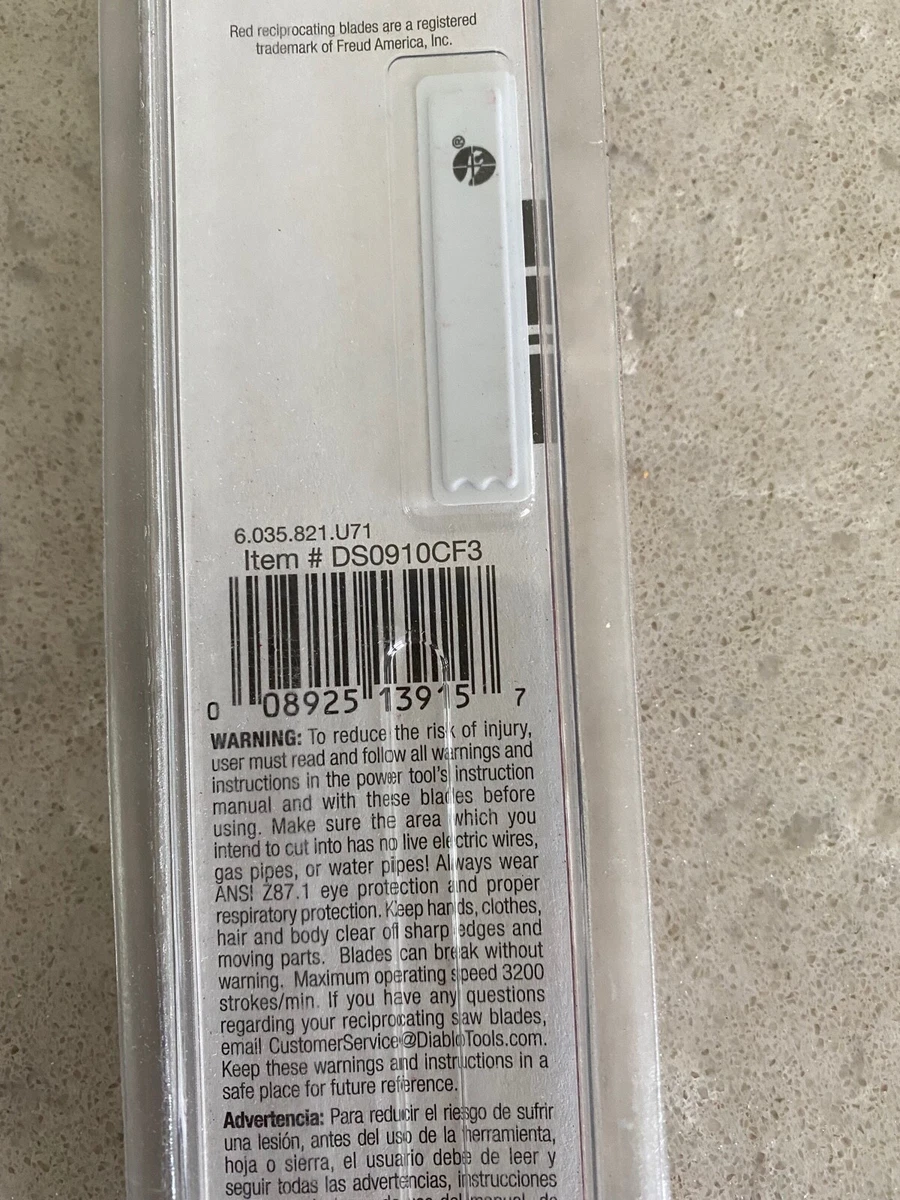 Red reciprocating blades are a registered
trademark of Freud America, Inc.
®
6.035.821.U71
Item # DS0910CF3
0 08925 13915 7
WARNING: To reduce the risk of injury,
user must read and follow all warnings and
instructions in the power tool's instruction
manual and with these blades before
using. Make sure the area which you
intend to cut into has no live electric wires,
gas pipes, or water pipes! Always wear
ANSI Z87.1 eye protection and proper
respiratory protection. Keep hands, clothes,
hair and body clear off sharp edges and
moving parts. Blades can break without
warning. Maximum operating speed 3200
strokes/min. If you have any questions
regarding your reciprocating saw blades,
email CustomerService@DiabloTools.com.
Keep these warnings and instructions in a
safe place for future reference.
Advertencia: Para reducir el riesgo de sufrir
una lesión, antes del uso de la herramienta,
hoja o sierra, el usuario debe de leer y
seguir todas las advertencias, instrucciones